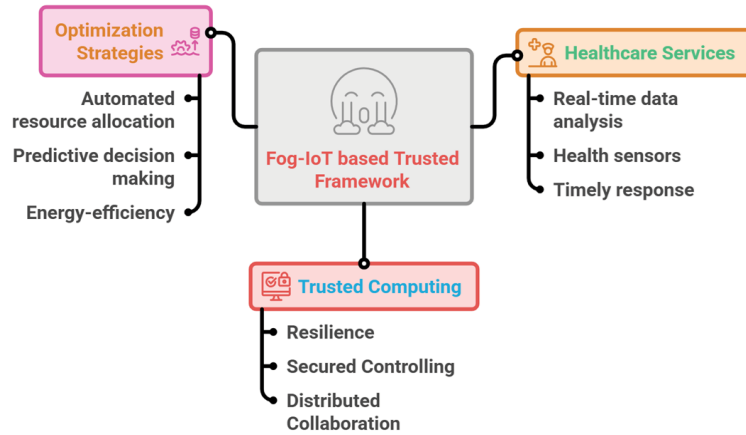 Optimization
Strategies
Automated
resource allocation
Predictive decision
making
Energy-efficiency
Fog-IoT based Trusted
Framework
Healthcare Services
Real-time data
analysis
Health sensors
Timely response
Trusted Computing
Resilience
Secured Controlling
Distributed
Collaboration